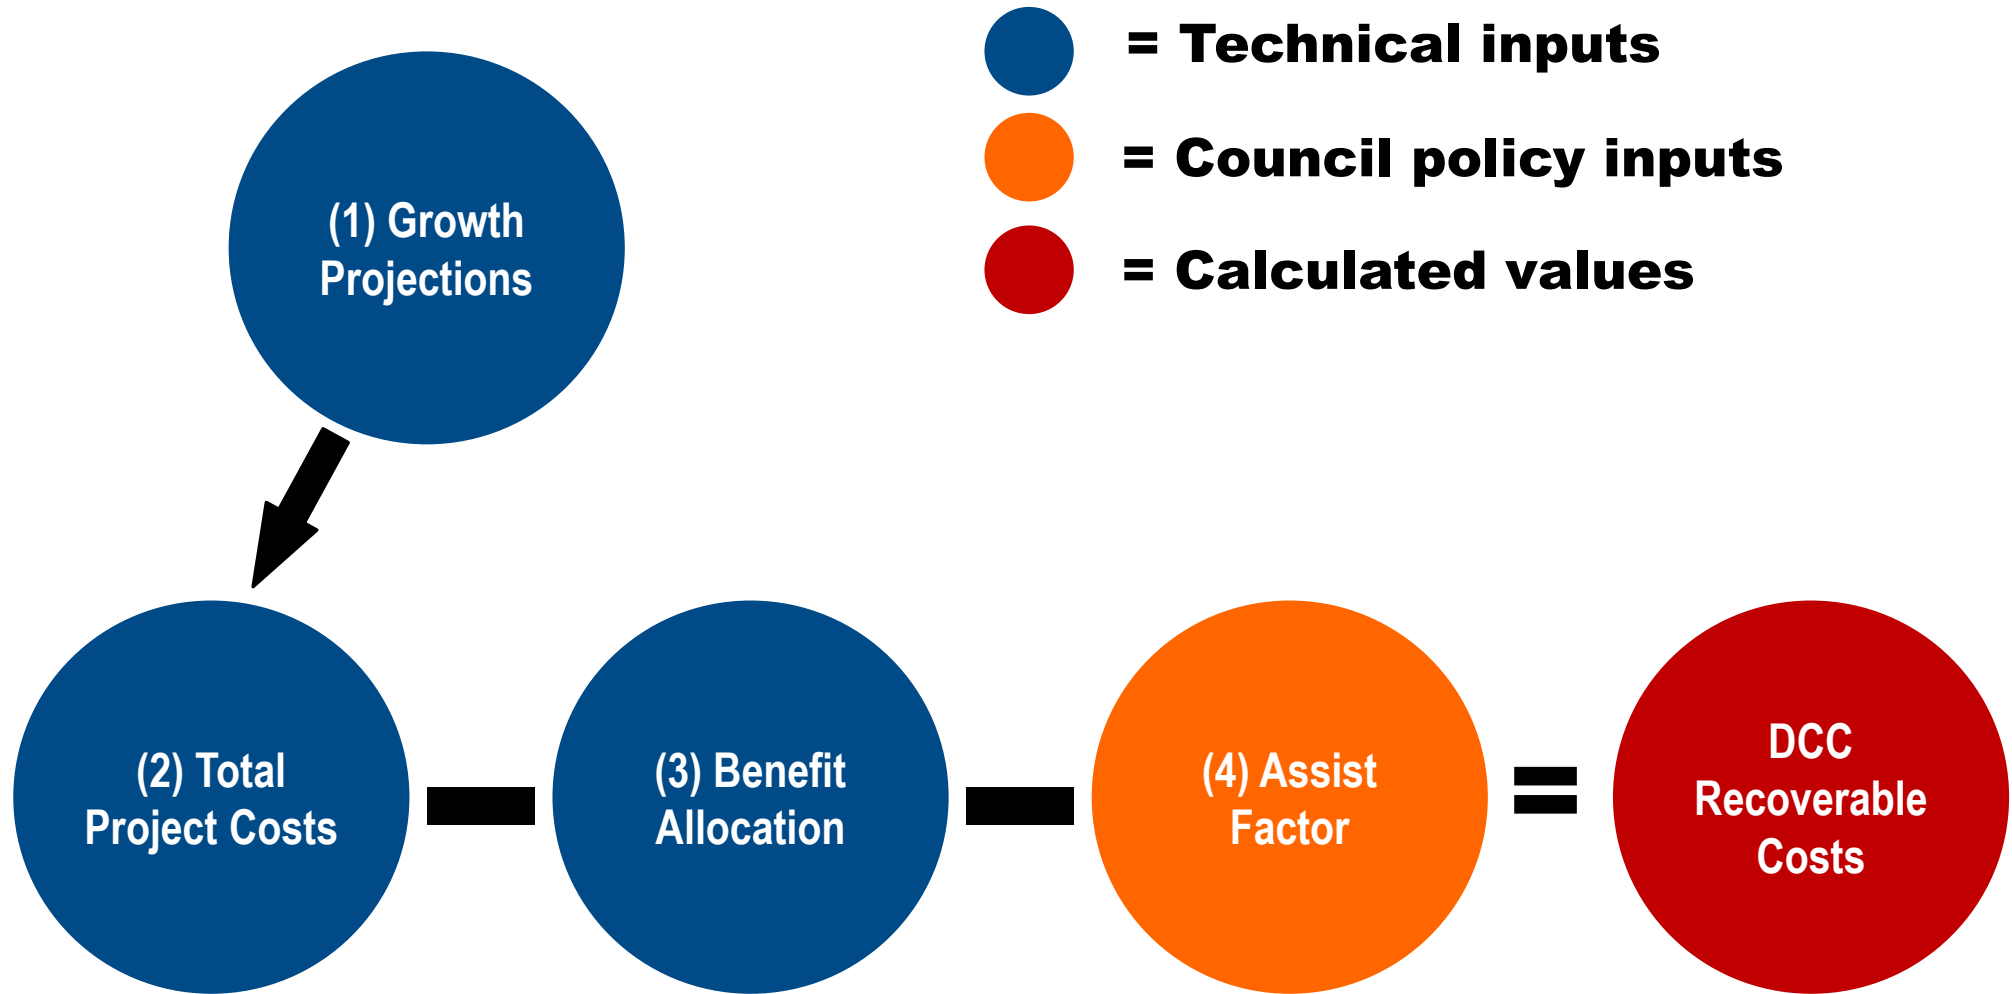 = Technical inputs
= Council policy inputs
= Calculated values
(1) Growth
Projections
(2) Total
Project Costs
(3) Benefit
Allocation
(4) Assist
Factor
=
DCC
Recoverable
Costs